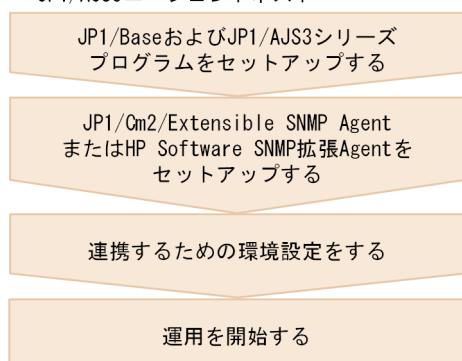 JP1/BaseおよびJP1/AJS3シリーズ
プログラムをセットアップする
JP1/Cm2/Extensible SNMP Agent
またはHP Software SNMP拡張Agentを
セットアップする
連携するための環境設定をする
運用を開始する